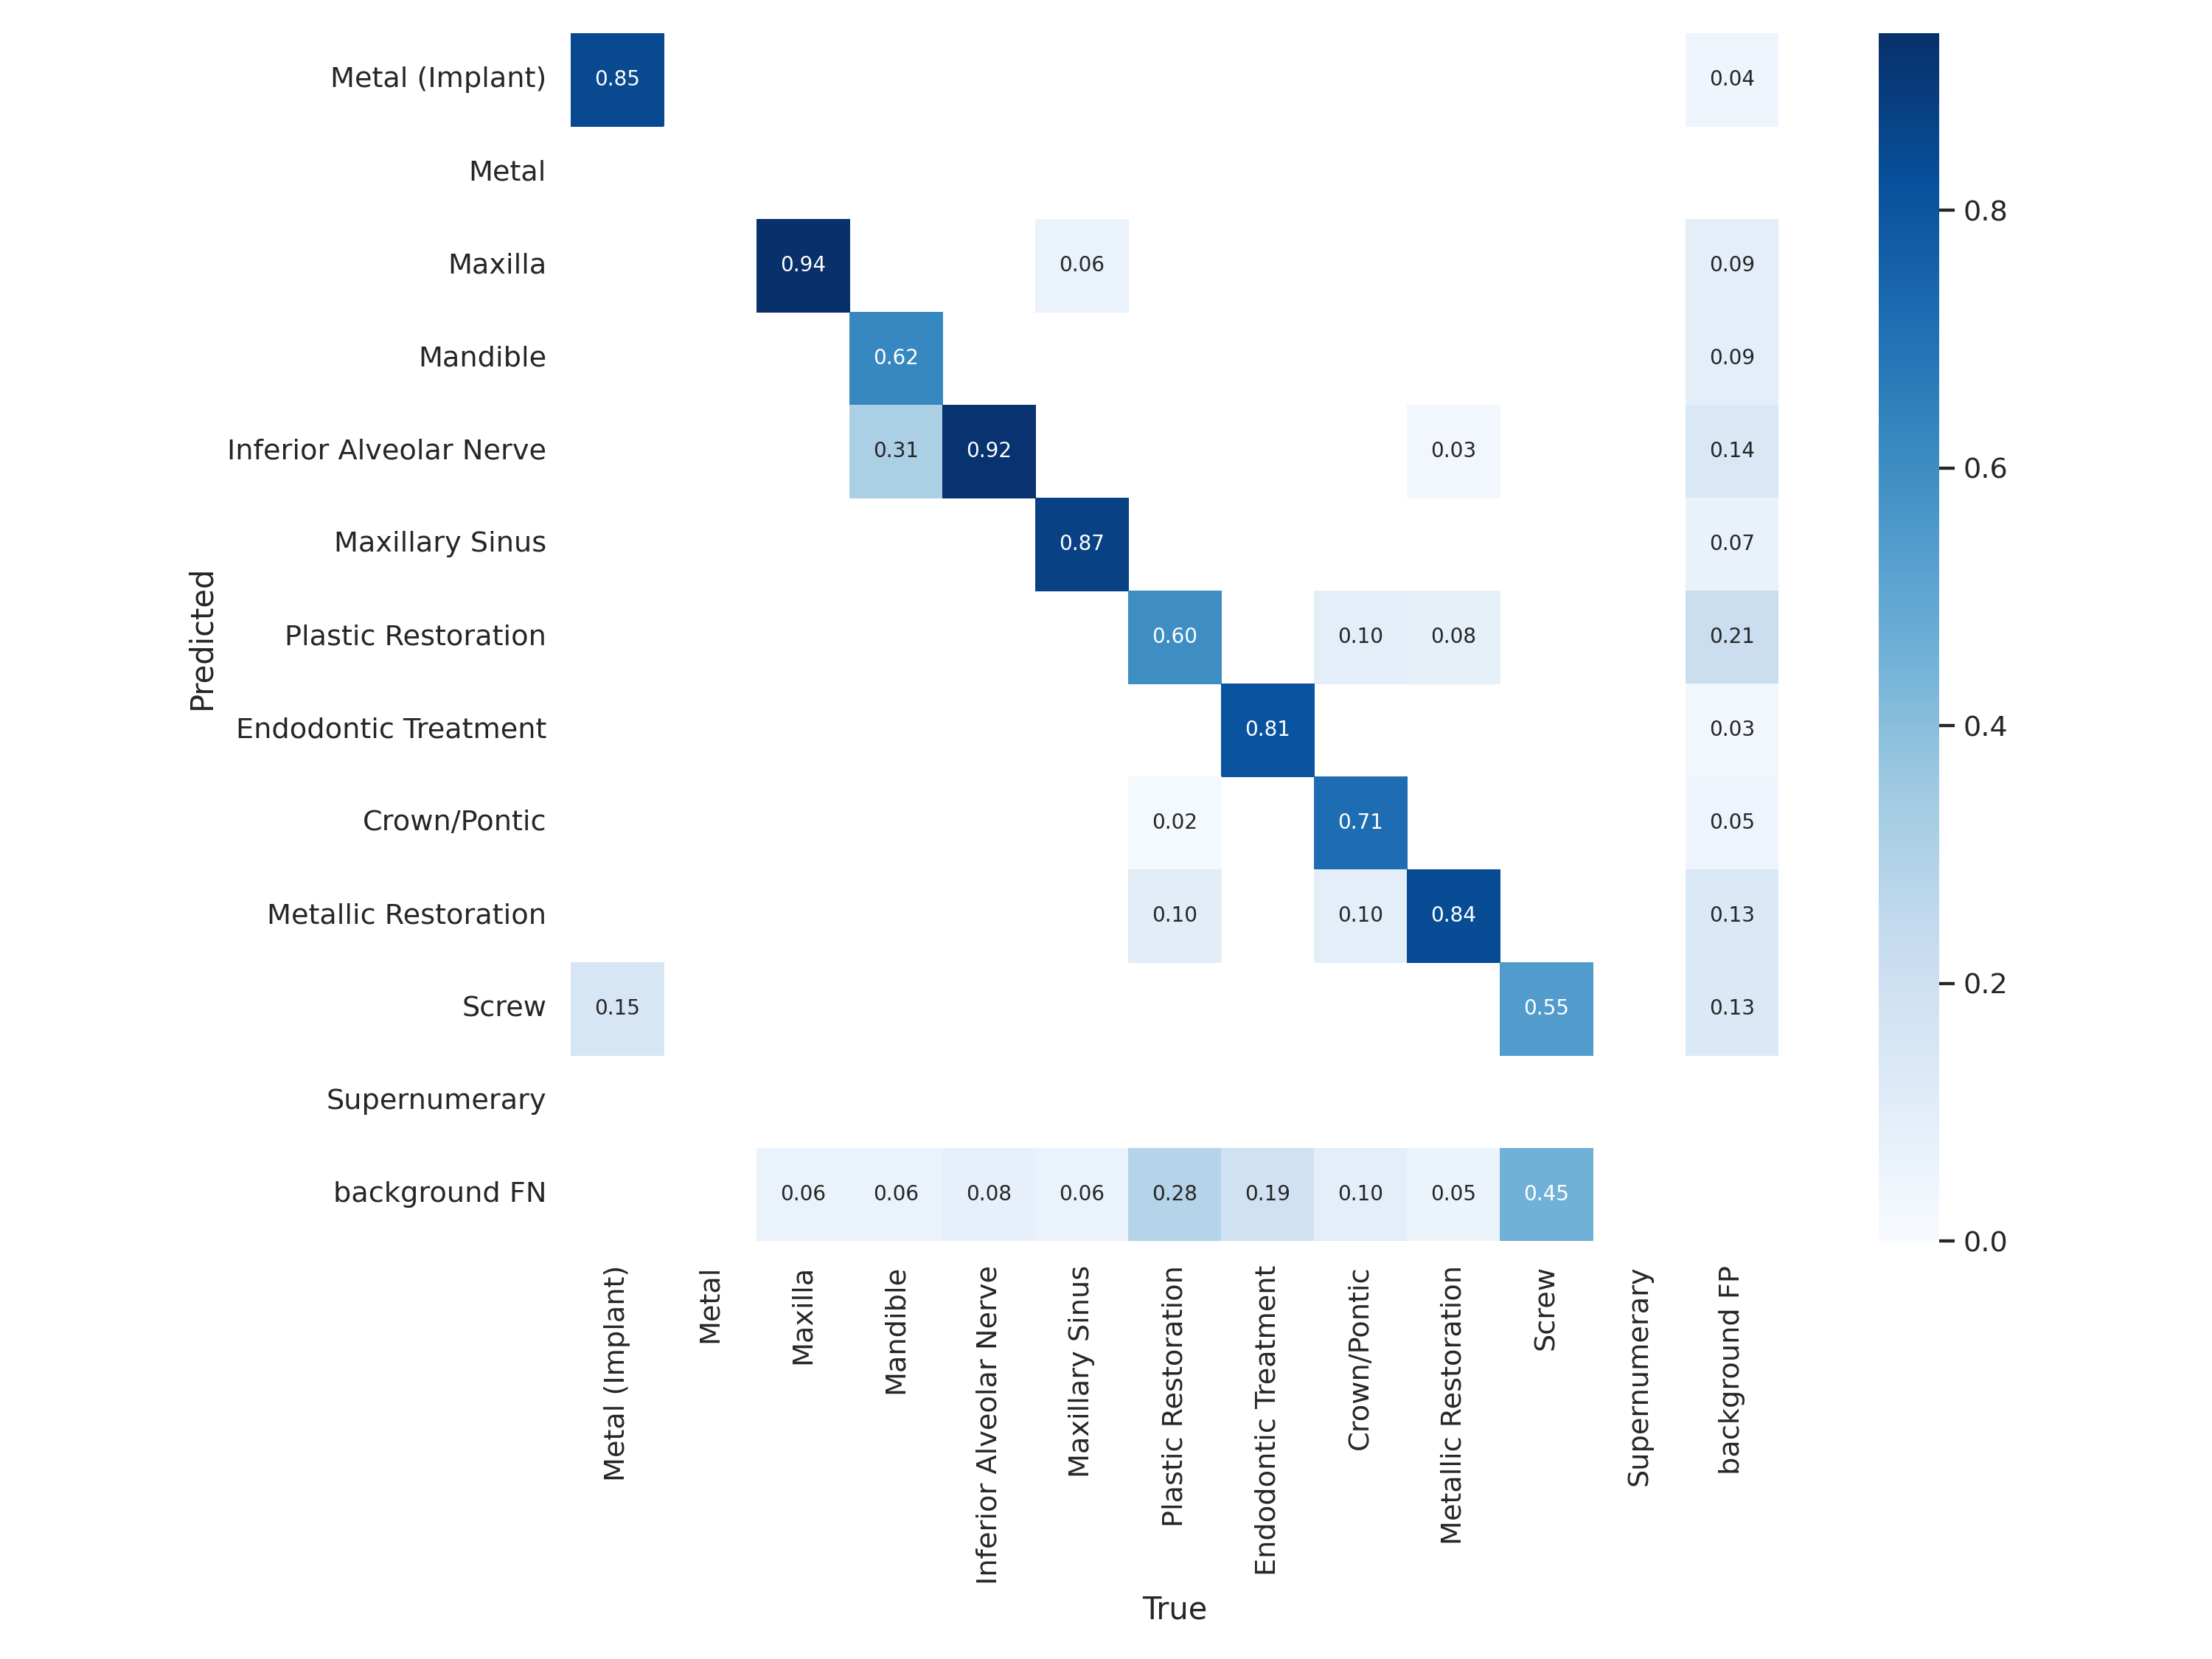 Metal (Implant) 0.85 0.04
Metal
Maxilla 0.94 0.06 0.09
Mandible 0.62 0.09
Inferior Alveolar Nerve 0.31 0.92 0.03 0.14
Maxillary Sinus 0.87 0.07
Plastic Restoration 0.60 0.10 0.08 0.21
Endodontic Treatment 0.81 0.03
Crown/Pontic 0.02 0.71 0.05
Metallic Restoration 0.10 0.10 0.84 0.13
Screw 0.15 0.55 0.13
Supernumerary
background FN 0.06 0.06 0.08 0.06 0.28 0.19 0.10 0.05 0.45
Predicted
Metal (Implant)
Metal
Maxilla
Mandible
Inferior Alveolar Nerve
Maxillary Sinus
Plastic Restoration
Endodontic Treatment
Crown/Pontic
Metallic Restoration
Screw
Supernumerary
background FP
True
0.8
0.6
0.4
0.2
0.0